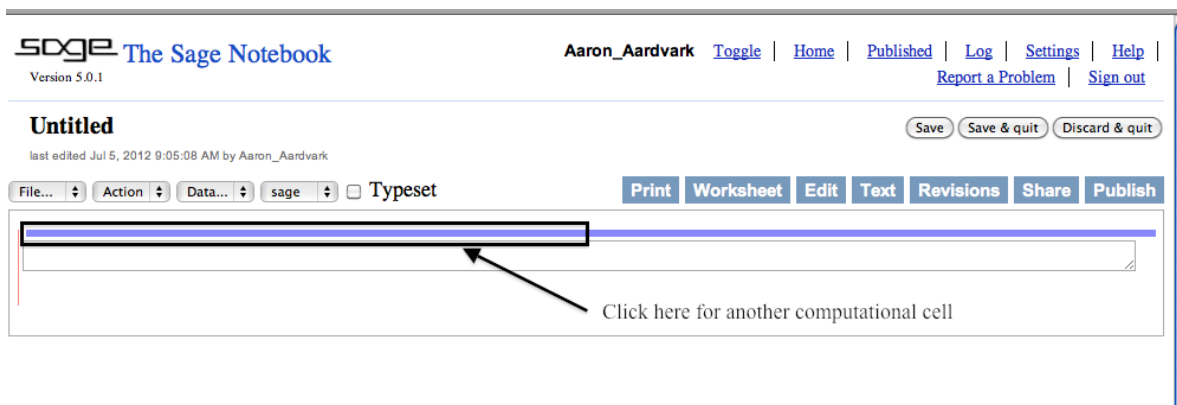 sage The Sage Notebook
Version 5.0.1
Aaron_Aardvark Toggle | Home | Published | Log | Settings | Help |
Report a Problem | Sign out
Untitled
last edited Jul 5, 2012 9:05:08 AM by Aaron_Aardvark
Save Save & quit Discard & quit
File... Action Data... sage Typeset
Print Worksheet Edit Text Revisions Share Publish
Click here for another computational cell